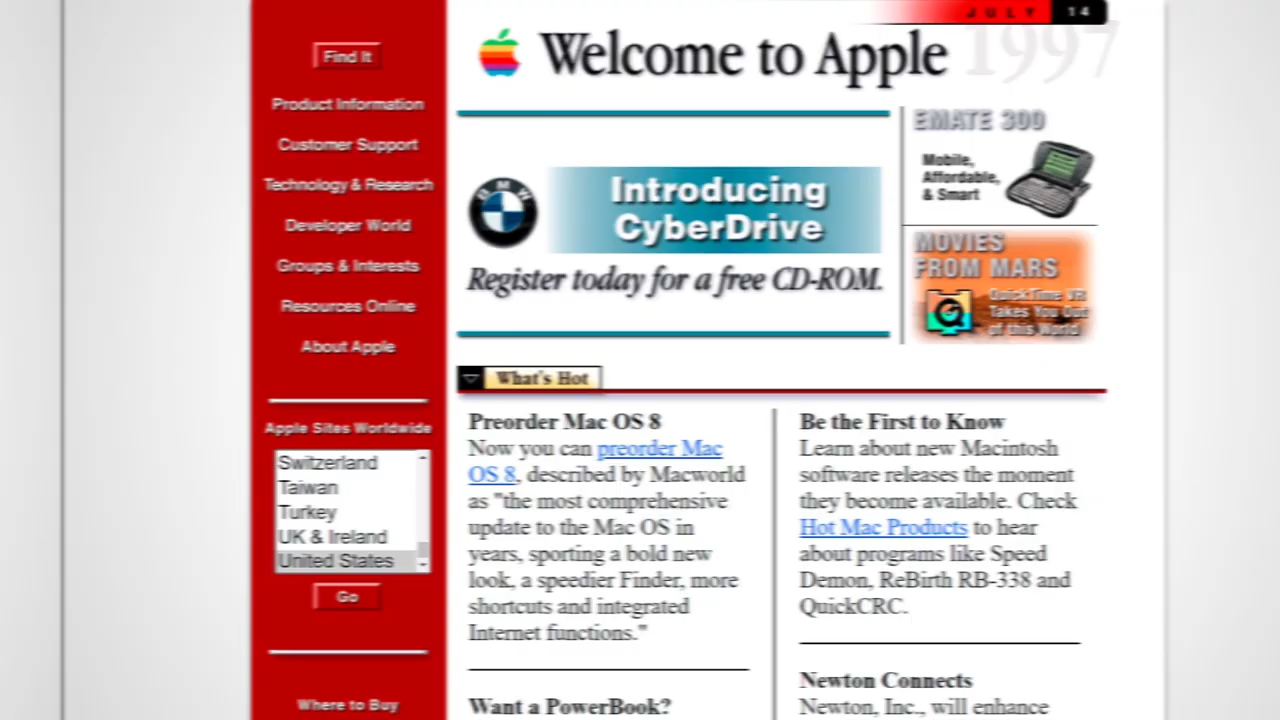 JULY 14
Welcome to Apple 1997
Find It
Product Information
Customer Support
Technology & Research
Developer World
Groups & Interests
Resources Online
About Apple
Apple Sites Worldwide
Switzerland
Taiwan
Turkey
UK & Ireland
United States
Go
Where to Buy
BMW
Introducing
CyberDrive
Register today for a free CD-ROM.
EMATE 300
Mobile,
Affordable,
& Smart
MOVIES
FROM MARS
QuickTime VR
Takes You Out
of this World
What's Hot
Preorder Mac OS 8
Now you can preorder Mac
OS 8, described by Macworld
as "the most comprehensive
update to the Mac OS in
years, sporting a bold new
look, a speedier Finder, more
shortcuts and integrated
Internet functions."
Want a PowerBook?
Be the First to Know
Learn about new Macintosh
software releases the moment
they become available. Check
Hot Mac Products to hear
about programs like Speed
Demon, ReBirth RB-338 and
QuickCRC.
Newton Connects
Newton, Inc., will enhance